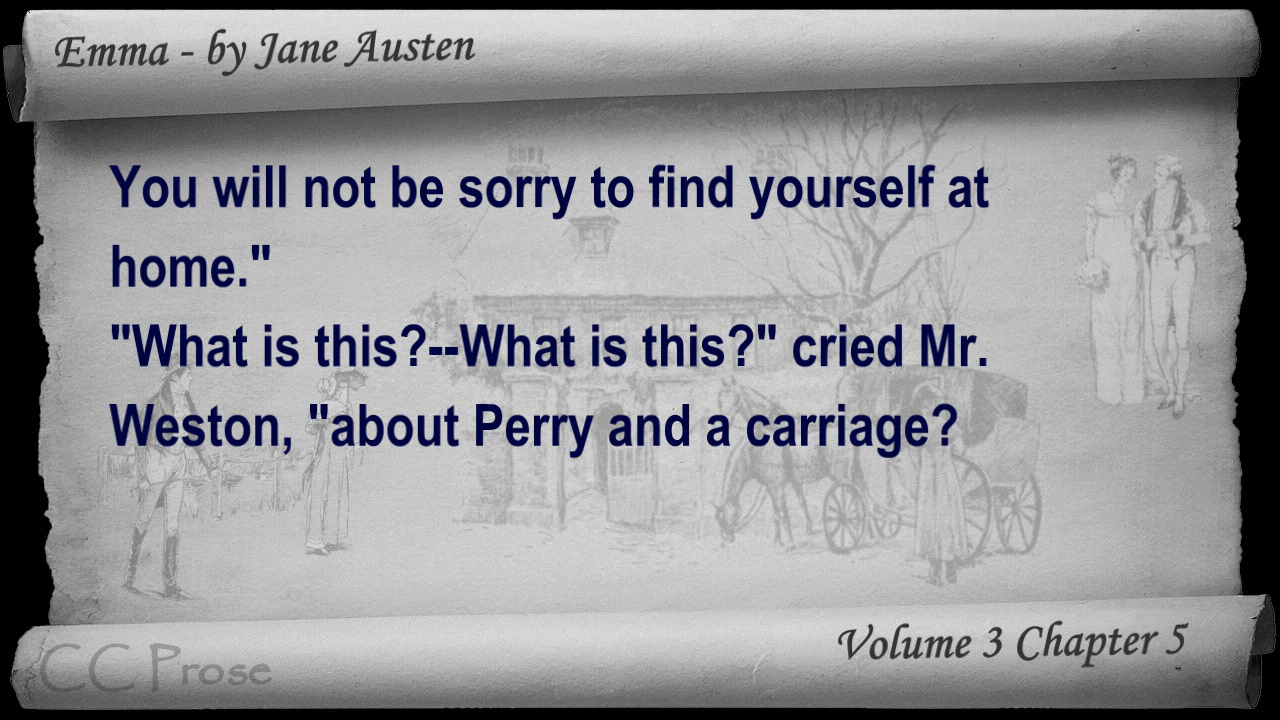 Emma - by Jane Austen
You will not be sorry to find yourself at
home."
"What is this?--What is this?" cried Mr.
Weston, "about Perry and a carriage?
Volume 3 Chapter 5
CC Prose